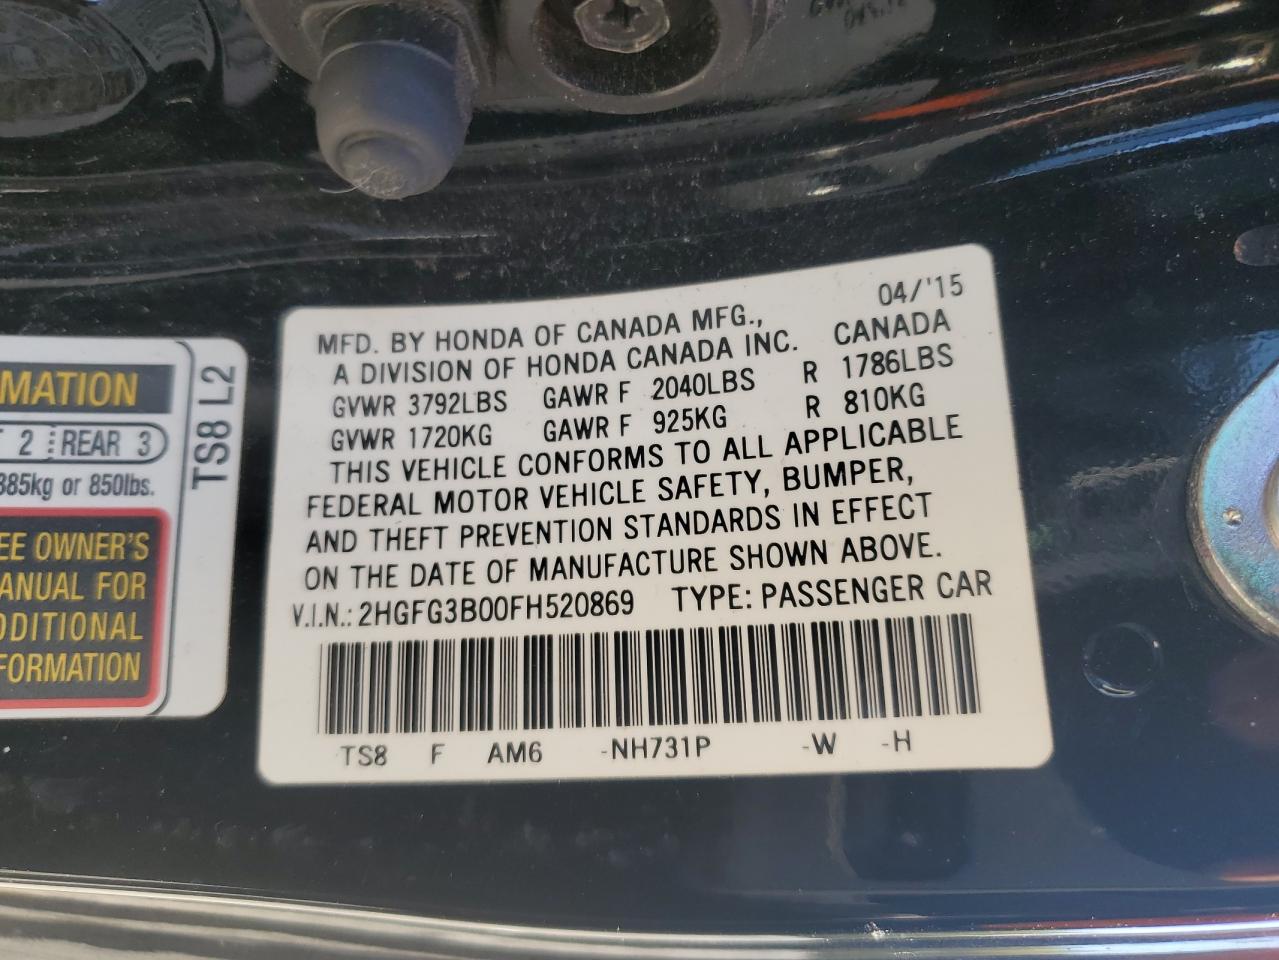 MFD. BY HONDA OF CANADA MFG., 04/'15
A DIVISION OF HONDA CANADA INC. CANADA
GVWR 3792LBS GAWR F 2040LBS R 1786LBS
GVWR 1720KG GAWR F 925KG R 810KG
THIS VEHICLE CONFORMS TO ALL APPLICABLE
FEDERAL MOTOR VEHICLE SAFETY, BUMPER,
AND THEFT PREVENTION STANDARDS IN EFFECT
ON THE DATE OF MANUFACTURE SHOWN ABOVE.
V.I.N.: 2HGFG3B00FH520869 TYPE: PASSENGER CAR
TS8 F AM6 -NH731P -W -H
MATION
T 2 REAR 3
385kg or 850lbs.
EE OWNER'S
ANUAL FOR
DDITIONAL
FORMATION
TS8 L2